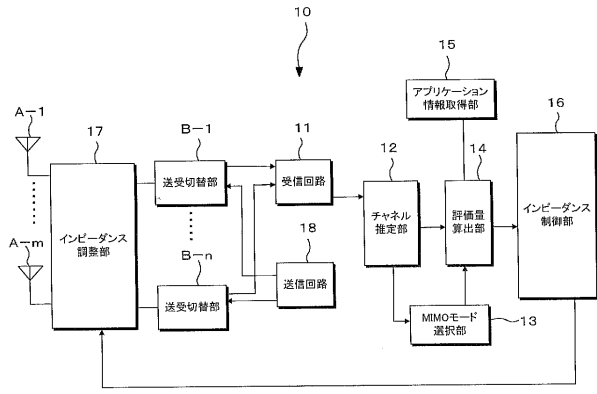 10
15
アプリケーション
情報取得部
16
A-1
17
B-1
11
12
14
送受切替部
受信回路
インピーダンス
調整部
チャネル
推定部
評価量
算出部
インピーダンス
制御部
A-m
B-n
18
送受切替部
送信回路
MIMOモード
選択部
13